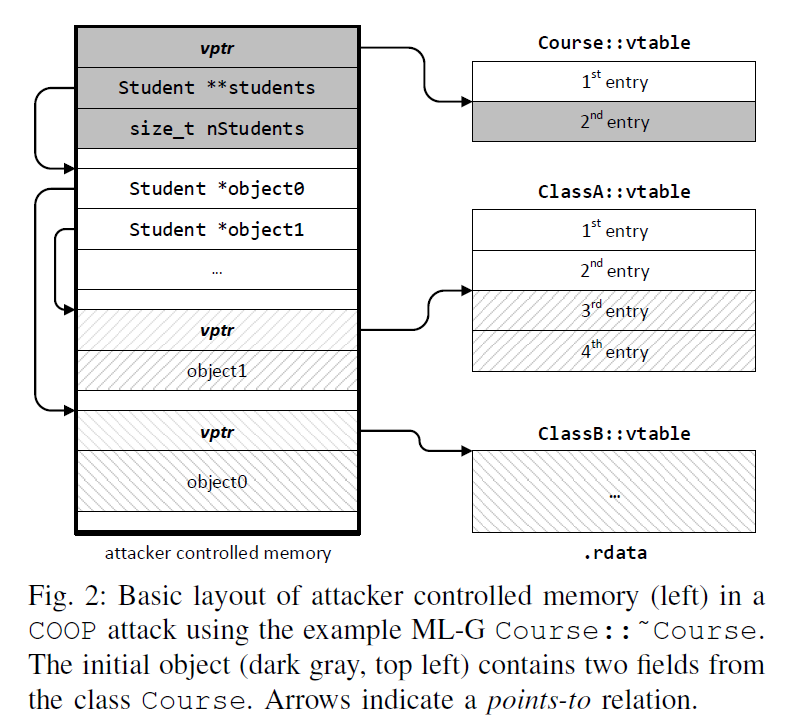 vptr
Student **students
size_t nStudents
Student *object0
Student *object1
...
vptr
object1
vptr
object0
attacker controlled memory
Course::vtable
1st entry
2nd entry
ClassA::vtable
1st entry
2nd entry
3rd entry
4th entry
ClassB::vtable
...
.rdata
Fig. 2: Basic layout of attacker controlled memory (left) in a
COOP attack using the example ML-G Course::˜Course.
The initial object (dark gray, top left) contains two fields from
the class Course. Arrows indicate a points-to relation.